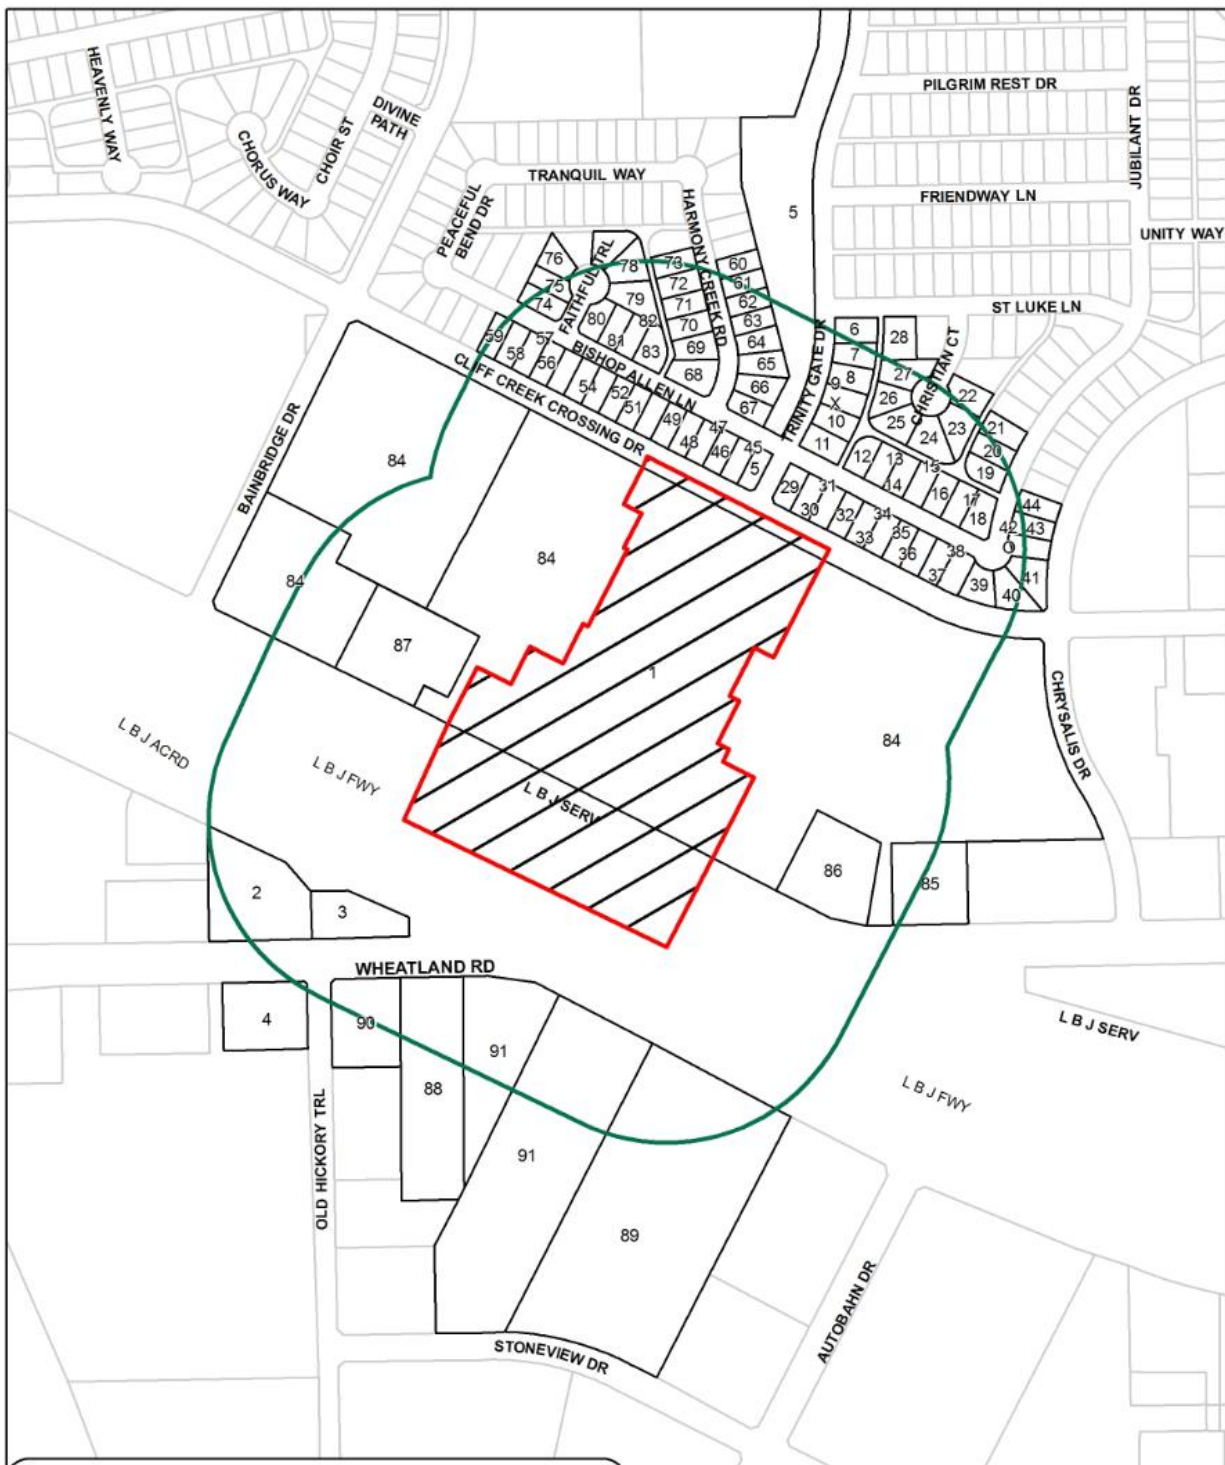 HEAVENLY WAY
CHORUS WAY
CHOIR ST
DIVINE
PATH
PILGRIM REST DR
JUBILANT DR
TRANQUIL WAY
FRIENDWAY LN
PEACEFUL
BEND DR
HARMONY CREEK RD
5
UNITY WAY
FAITHFUL TRL
76
78
73
60
75
72
61
74
79
71
62
ST LUKE LN
80
82
70
63
TRINITY GATE DR
6
28
CHRISTIAN CT
59
57
81
83
69
64
7
58
56
BISHOP ALLEN LN
68
65
8
27
54
52
66
9
26
22
CLIFF CREEK CROSSING DR
51
67
X
25
23
21
49
47
10
24
48
46
45
11
20
BAINBRIDGE DR
84
5
12
13
15
19
29
31
14
16
17
44
30
32
34
18
42
43
33
35
O
36
38
84
84
37
39
41
40
87
1
CHRYSALIS DR
L B J ACRD
L B J FWY
L B J SERV
84
86
85
2
3
WHEATLAND RD
4
90
L B J SERV
91
88
L B J FWY
91
OLD HICKORY TRL
89
AUTOBAHN DR
STONEVIEW DR